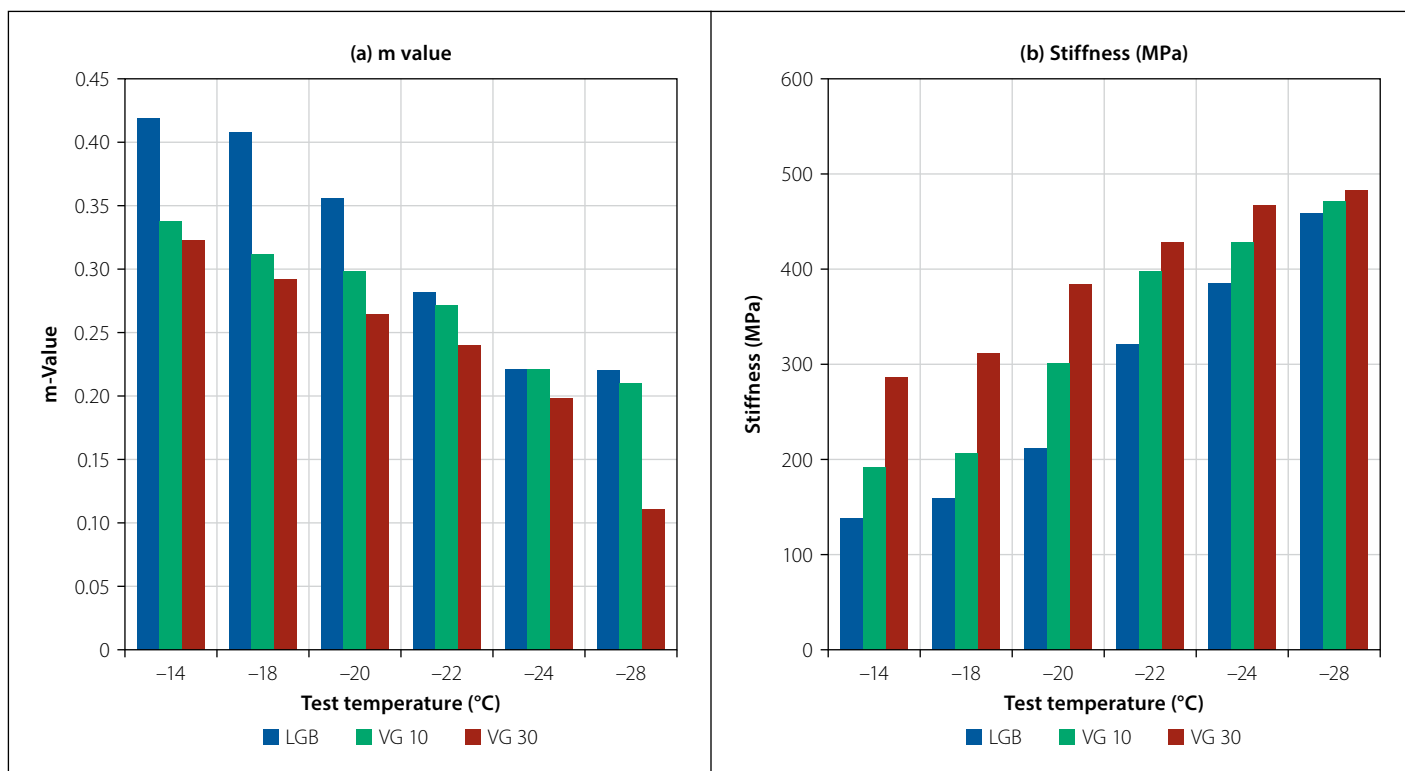 (a) m value
0.45
0.40
0.35
0.30
0.25
0.20
0.15
0.10
0.05
0
m-Value
–14 –18 –20 –22 –24 –28
Test temperature (°C)
LGB VG 10 VG 30
(b) Stiffness (MPa)
600
500
400
300
200
100
0
Stiffness (MPa)
–14 –18 –20 –22 –24 –28
Test temperature (°C)
LGB VG 10 VG 30